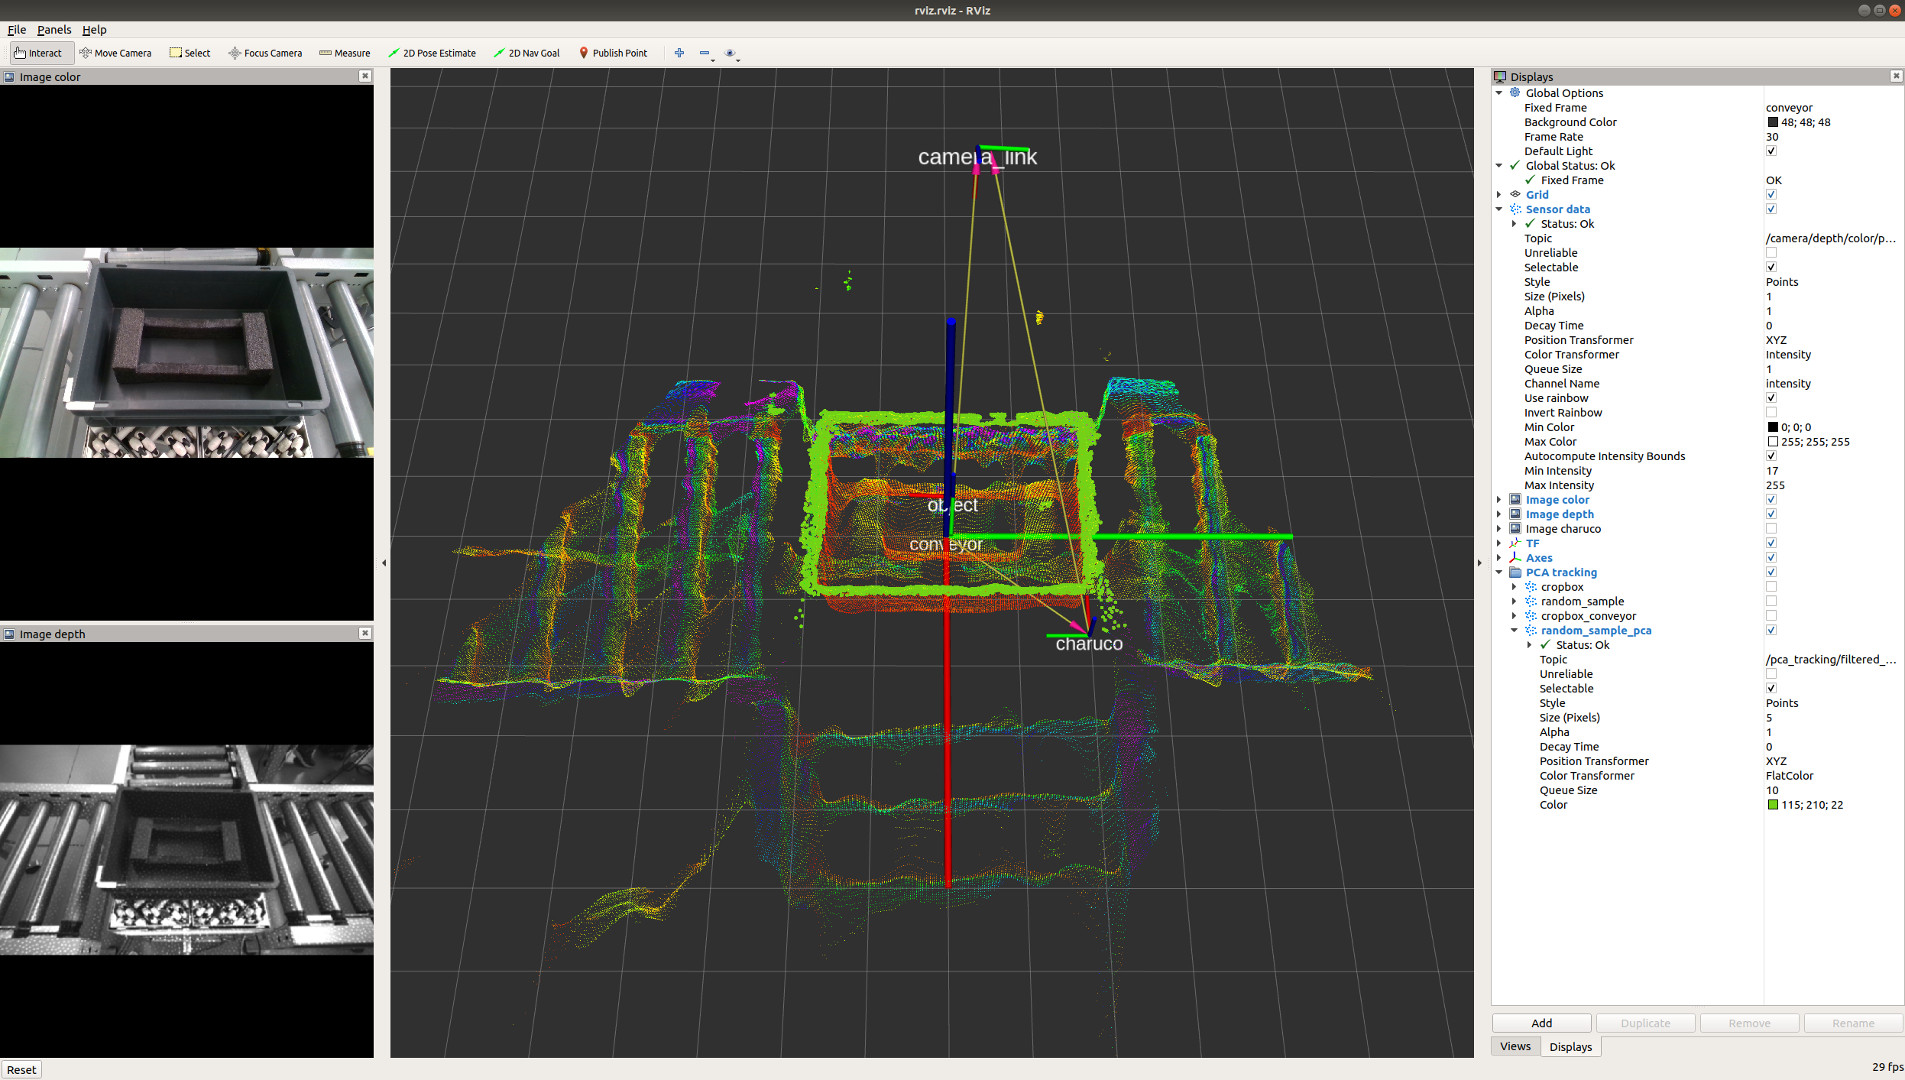 rviz.rviz - RViz
File Panels Help
Interact Move Camera Select Focus Camera Measure 2D Pose Estimate 2D Nav Goal Publish Point
Image color
Image depth
camera_link
object
conveyor
charuco
Displays
Global Options
Fixed Frame conveyor
Background Color 48; 48; 48
Frame Rate 30
Default Light
Global Status: Ok
Fixed Frame OK
Grid
Sensor data
Status: Ok
Topic /camera/depth/color/p...
Unreliable
Selectable
Style Points
Size (Pixels) 1
Alpha 1
Decay Time 0
Position Transformer XYZ
Color Transformer Intensity
Queue Size 1
Channel Name intensity
Use rainbow
Invert Rainbow
Min Color 0; 0; 0
Max Color 255; 255; 255
Autocompute Intensity Bounds
Min Intensity 17
Max Intensity 255
Image color
Image depth
Image charuco
TF
Axes
PCA tracking
cropbox
random_sample
cropbox_conveyor
random_sample_pca
Status: Ok
Topic /pca_tracking/filtered_...
Unreliable
Selectable
Style Points
Size (Pixels) 5
Alpha 1
Decay Time 0
Position Transformer XYZ
Color Transformer FlatColor
Queue Size 10
Color 115; 210; 22
Add Duplicate Remove Rename
Views Displays
Reset
29 fps